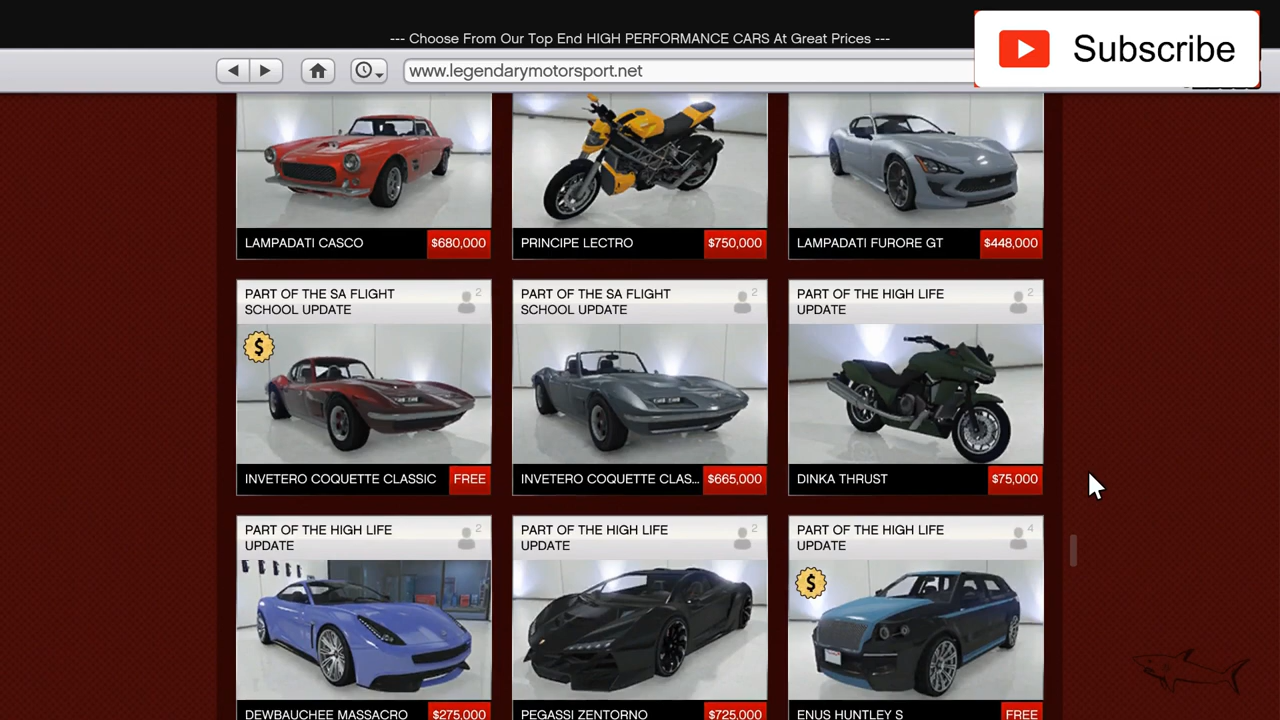 --- Choose From Our Top End HIGH PERFORMANCE CARS At Great Prices ---
Subscribe
www.legendarymotorsport.net
LAMPADATI CASCO $680,000
PRINCIPE LECTRO $750,000
LAMPADATI FURORE GT $448,000
PART OF THE SA FLIGHT
SCHOOL UPDATE
2
PART OF THE SA FLIGHT
SCHOOL UPDATE
2
PART OF THE HIGH LIFE
UPDATE
2
$
INVETERO COQUETTE CLASSIC FREE
INVETERO COQUETTE CLAS... $665,000
DINKA THRUST $75,000
PART OF THE HIGH LIFE
UPDATE
2
PART OF THE HIGH LIFE
UPDATE
2
PART OF THE HIGH LIFE
UPDATE
4
$
DEWBAUCHEE MASSACRO $275,000
PEGASSI ZENTORNO $725,000
ENUS HUNTLEY S FREE